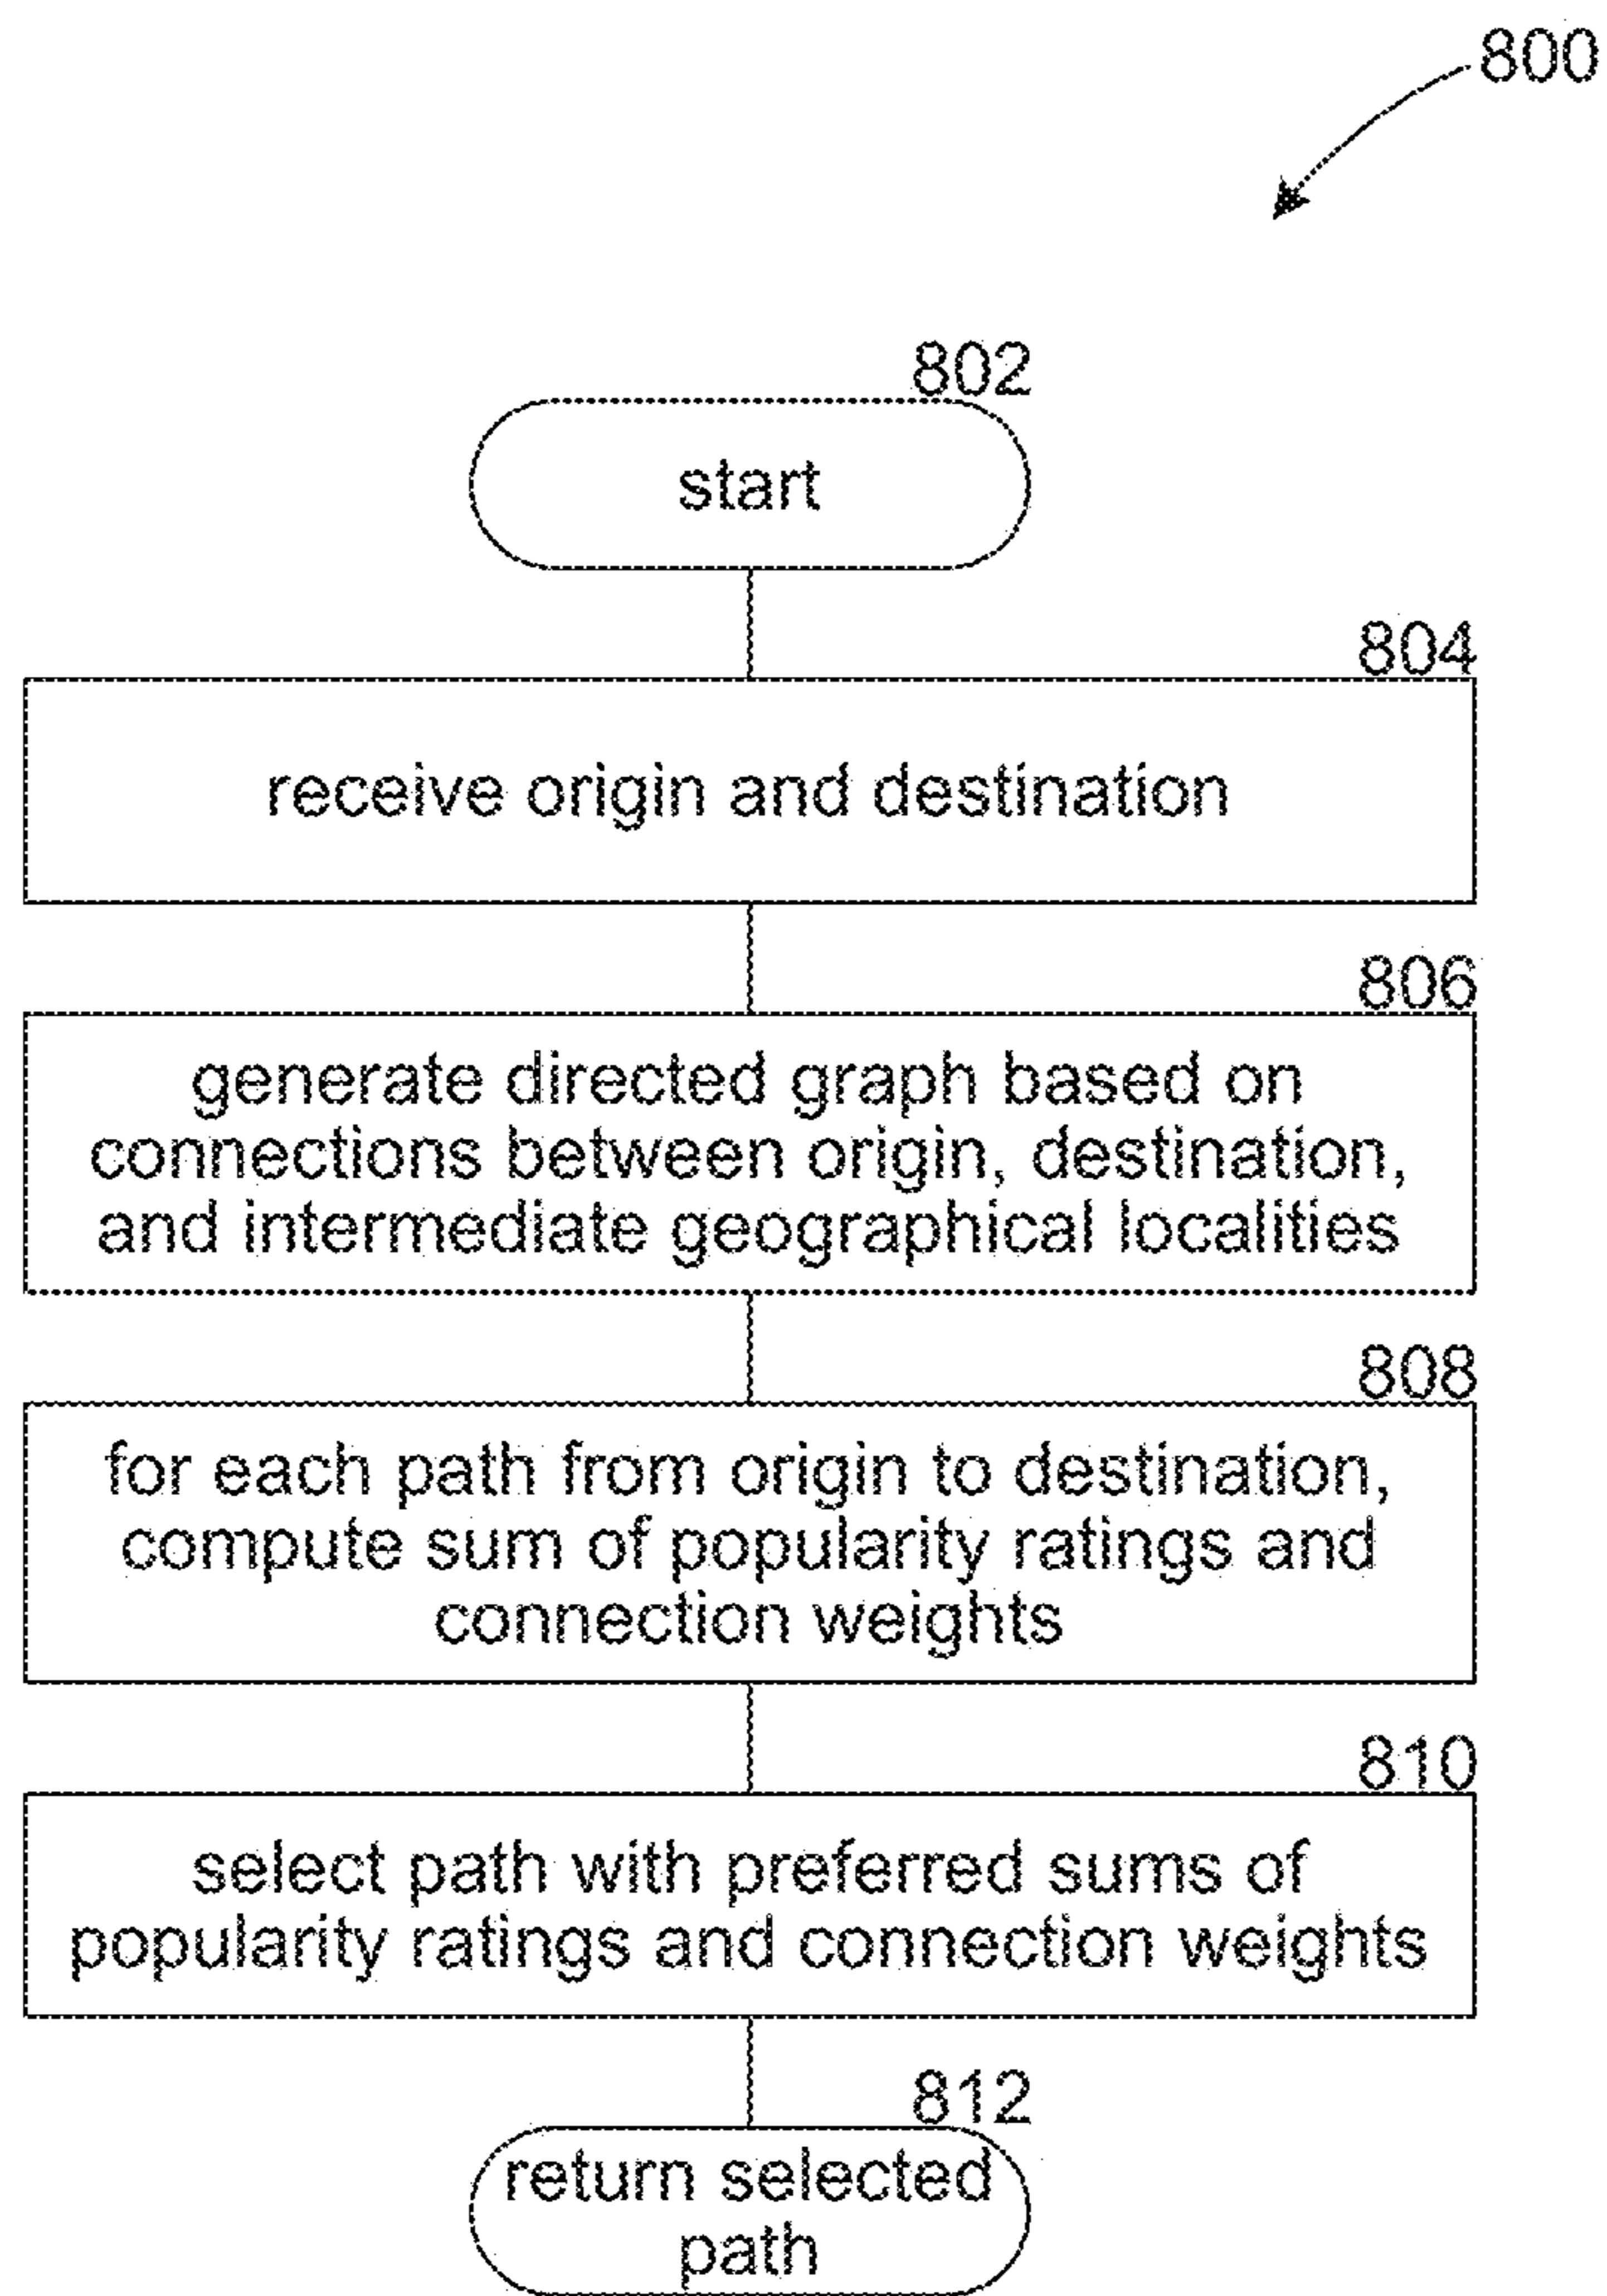 800
802
start
804
receive origin and destination
806
generate directed graph based on
connections between origin, destination,
and intermediate geographical localities
808
for each path from origin to destination,
compute sum of popularity ratings and
connection weights
810
select path with preferred sums of
popularity ratings and connection weights
812
return selected
path